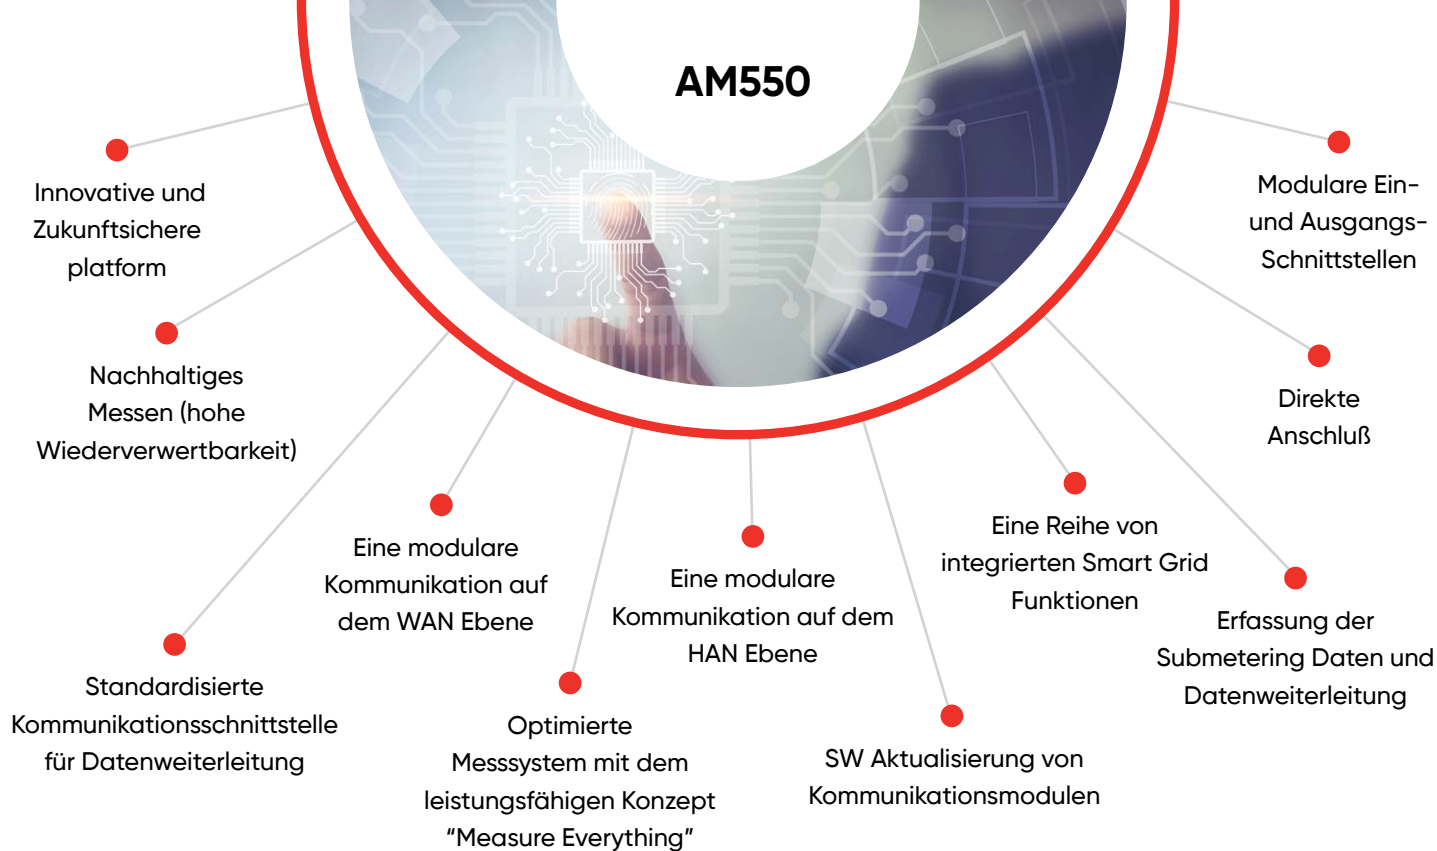 AM550
Innovative und
Zukunftsichere
platform
Nachhaltiges
Messen (hohe
Wiederverwertbarkeit)
Standardisierte
Kommunikationsschnittstelle
für Datenweiterleitung
Eine modulare
Kommunikation auf
dem WAN Ebene
Optimierte
Messsystem mit dem
leistungsfähigen Konzept
“Measure Everything”
Eine modulare
Kommunikation auf dem
HAN Ebene
SW Aktualisierung von
Kommunikationsmodulen
Eine Reihe von
integrierten Smart Grid
Funktionen
Erfassung der
Submetering Daten und
Datenweiterleitung
Direkte
Anschluß
Modulare Ein-
und Ausgangs-
Schnittstellen